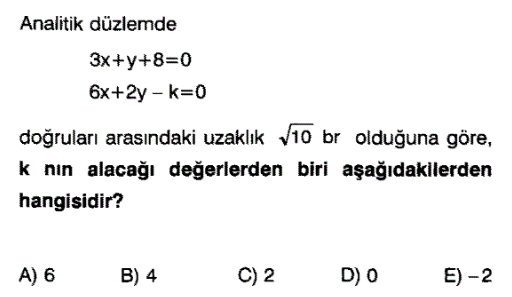 Analitik düzlemde
3x+y+8=0
6x+2y – k=0
doğruları arasındaki uzaklık √10 br olduğuna göre,
k nın alacağı değerlerden biri aşağıdakilerden
hangisidir?
A) 6 B) 4 C) 2 D) 0 E) –2